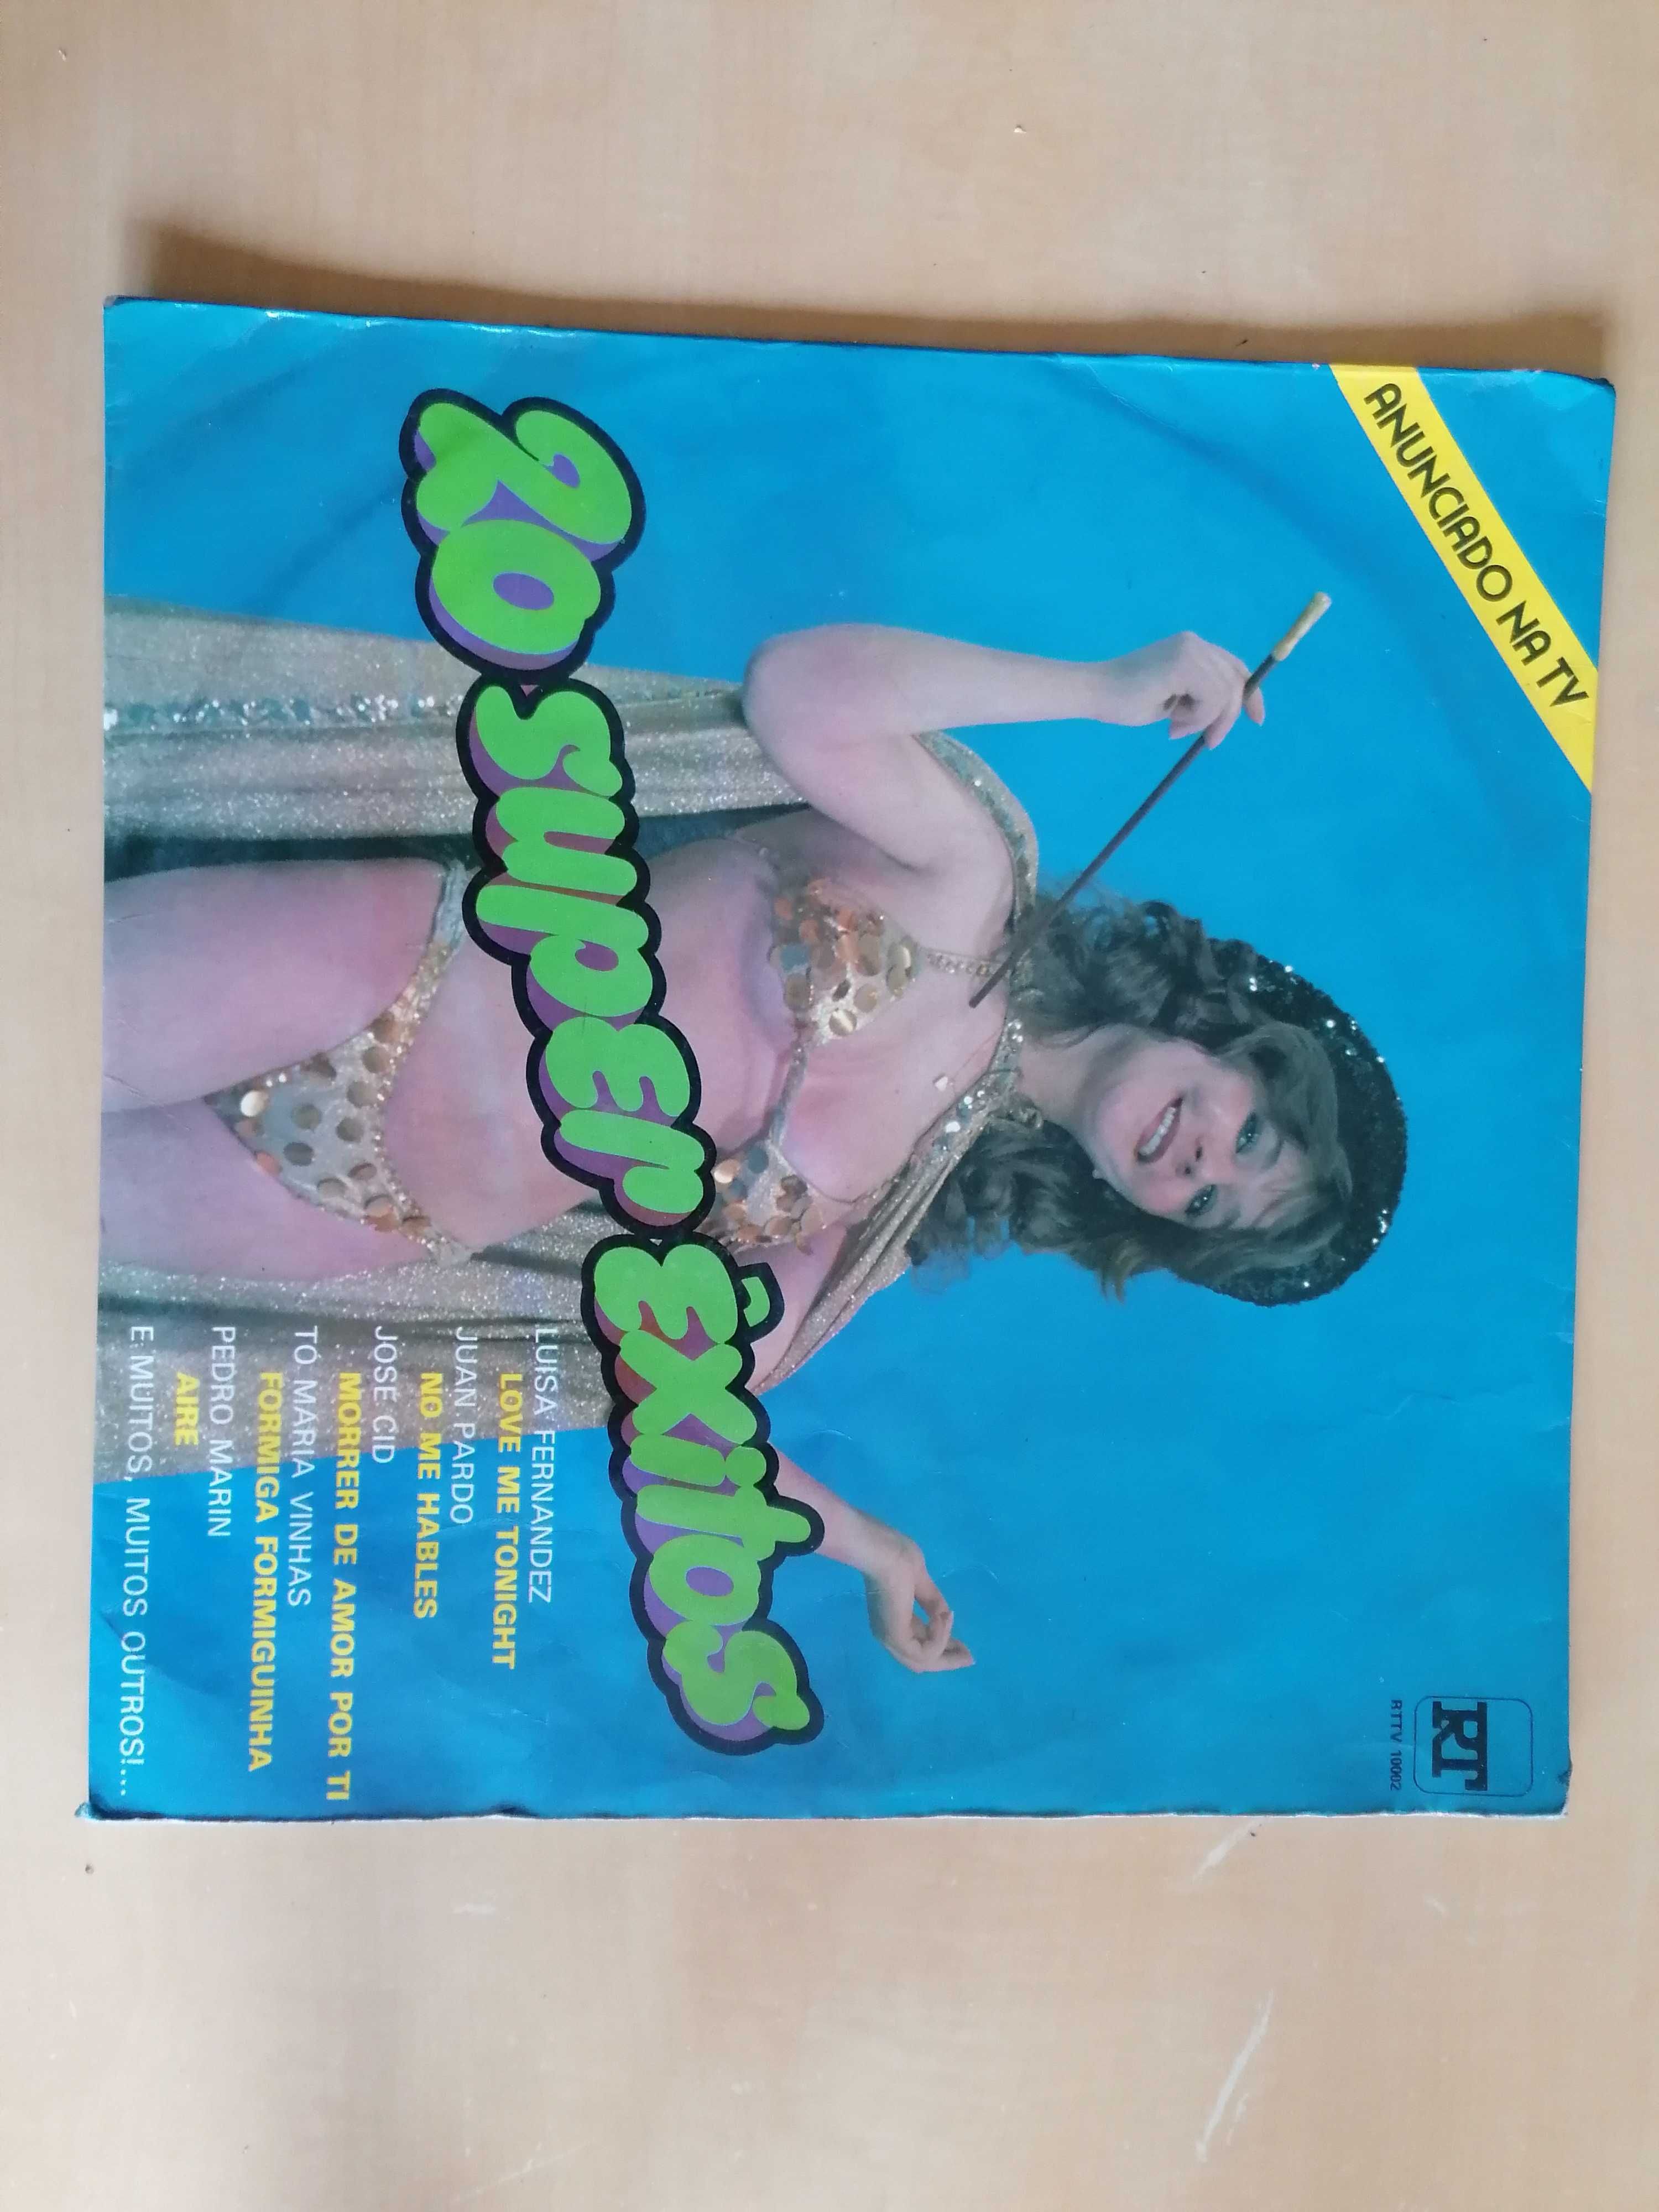 ANUNCIADO NA TV
RT
RTTV 10002
20 SUPER ÊXITOS
LUISA FERNANDEZ
LOVE ME TONIGHT
JUAN PARDO
NO ME HABLES
JOSE CID
MORRER DE AMOR POR TI
TÓ MARIA VINHAS
FORMIGA FORMIGUINHA
PEDRO MARIN
AIRE
E MUITOS, MUITOS OUTROS!...